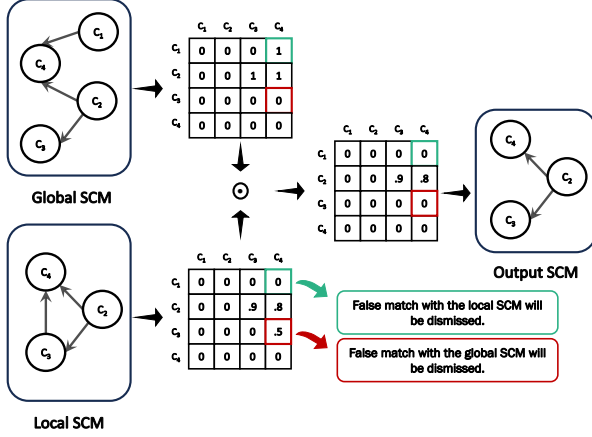 C₁
C₄
C₂
C₃
Global SCM
C₁ C₂ C₃ C₄
C₁ 0 0 0 1
C₂ 0 0 1 1
C₃ 0 0 0 0
C₄ 0 0 0 0
C₁ C₂ C₃ C₄
C₁ 0 0 0 0
C₂ 0 0 .9 .8
C₃ 0 0 0 0
C₄ 0 0 0 0
C₄
C₂
C₃
Output SCM
C₄
C₂
C₃
Local SCM
C₁ C₂ C₃ C₄
C₁ 0 0 0 0
C₂ 0 0 .9 .8
C₃ 0 0 0 .5
C₄ 0 0 0 0
False match with the local SCM will
be dismissed.
False match with the global SCM will
be dismissed.